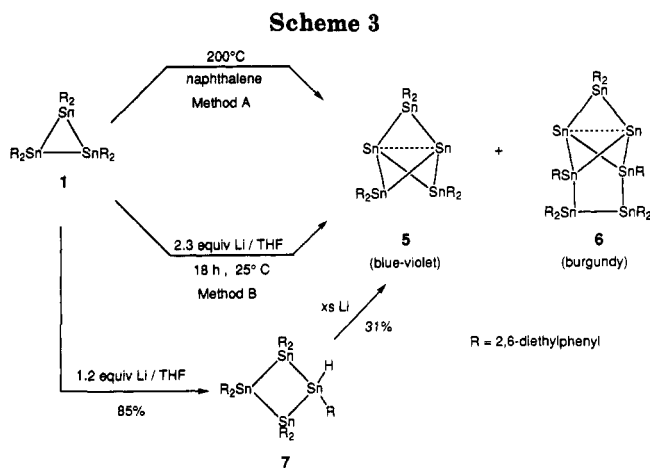 Scheme 3
200°C
naphthalene
Method A
R2
Sn
R2Sn
SnR2
1
2.3 equiv Li / THF
18 h , 25° C
Method B
R2
Sn
Sn
Sn
R2Sn
SnR2
5
(blue-violet)
+
R2
Sn
Sn
Sn
RSn
SnR
R2Sn
SnR2
6
(burgundy)
xs Li
31%
R = 2,6-diethylphenyl
1.2 equiv Li / THF
85%
R2
Sn
H
R2Sn
Sn
R
Sn
R2
7